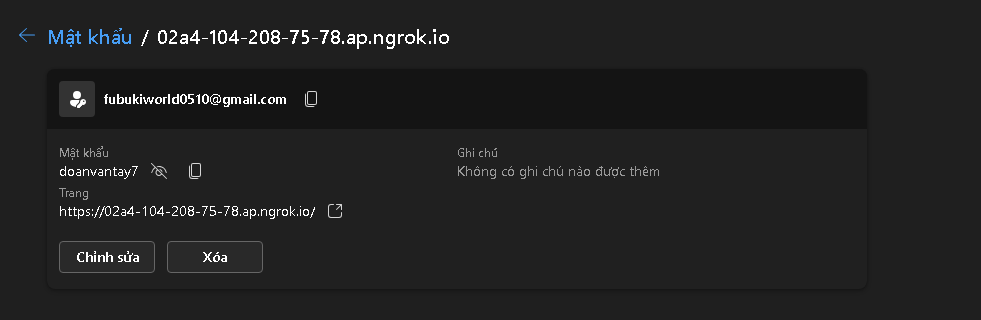 Mật khẩu / 02a4-104-208-75-78.ap.ngrok.io
fubukiworld0510@gmail.com
Mật khẩu
doanvantay7
Ghi chú
Không có ghi chú nào được thêm
Trang
https://02a4-104-208-75-78.ap.ngrok.io/
Chỉnh sửa
Xóa